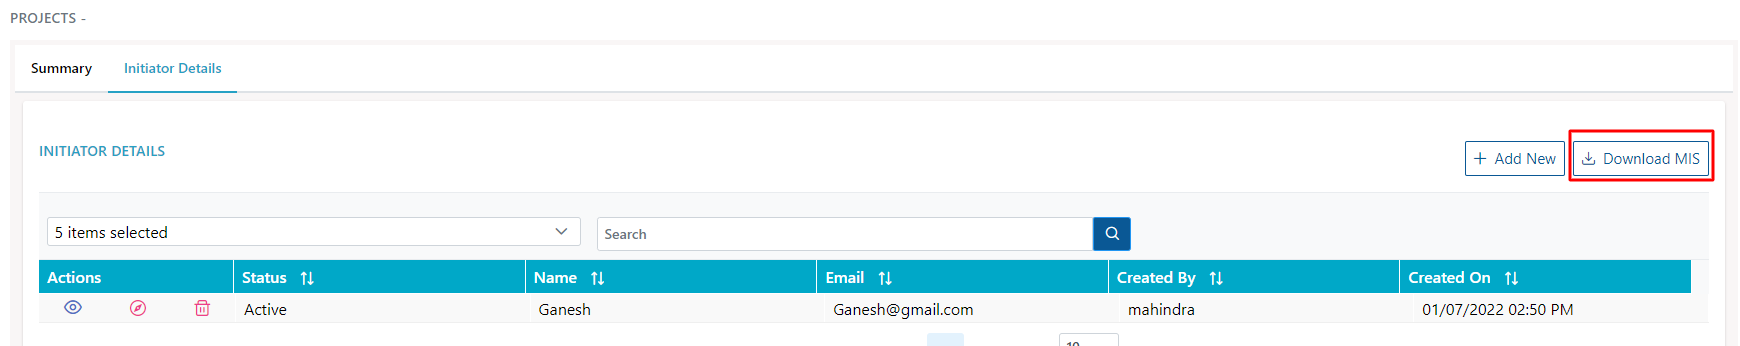 PROJECTS -
Summary Initiator Details
INITIATOR DETAILS
Add New Download MIS
5 items selected Search
Actions Status Name Email Created By Created On
Active Ganesh Ganesh@gmail.com mahindra 01/07/2022 02:50 PM
10